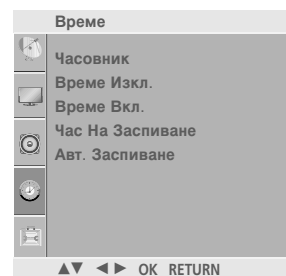 Време
Часовник
Време Изкл.
Време Вкл.
Час На Заспиване
Авт. Заспиване
▲▼ ◄► OK RETURN